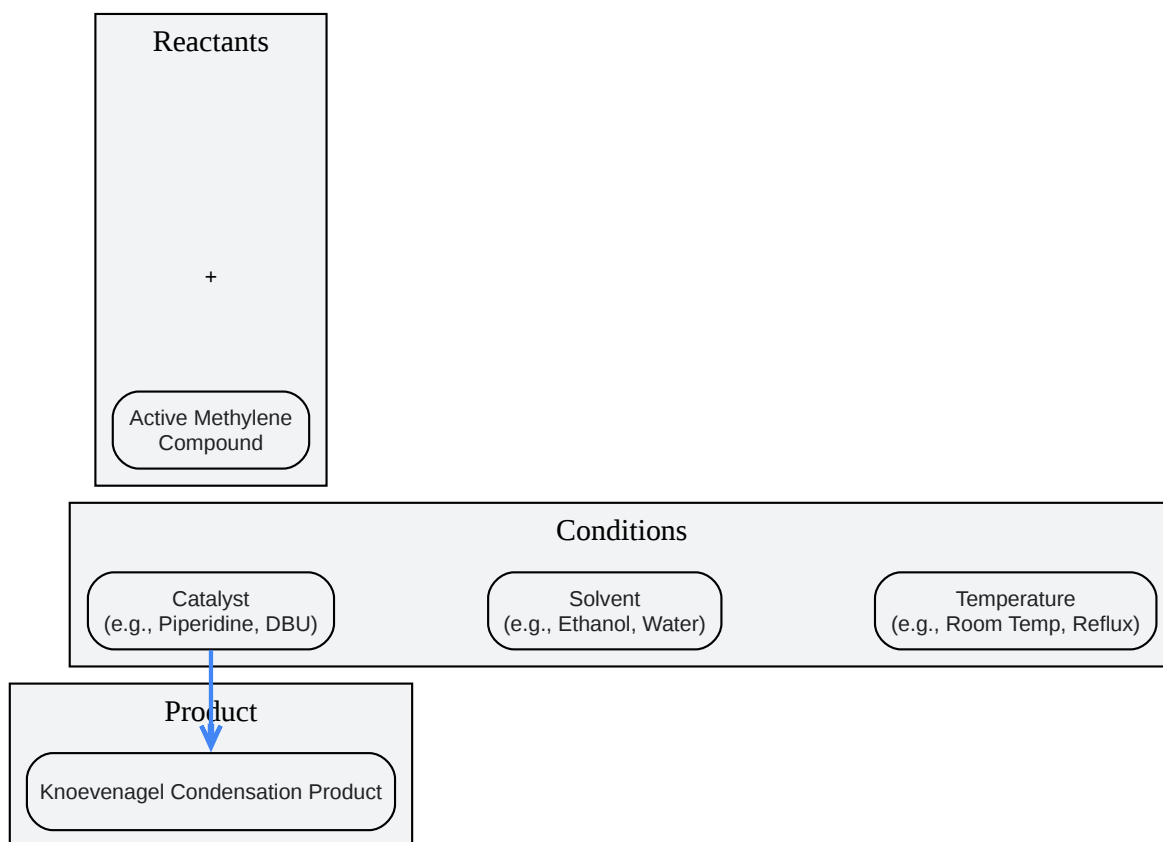 Reactants
+
Active Methylene
Compound
Conditions
Catalyst
(e.g., Piperidine, DBU)
Solvent
(e.g., Ethanol, Water)
Temperature
(e.g., Room Temp, Reflux)
Product
Knoevenagel Condensation Product